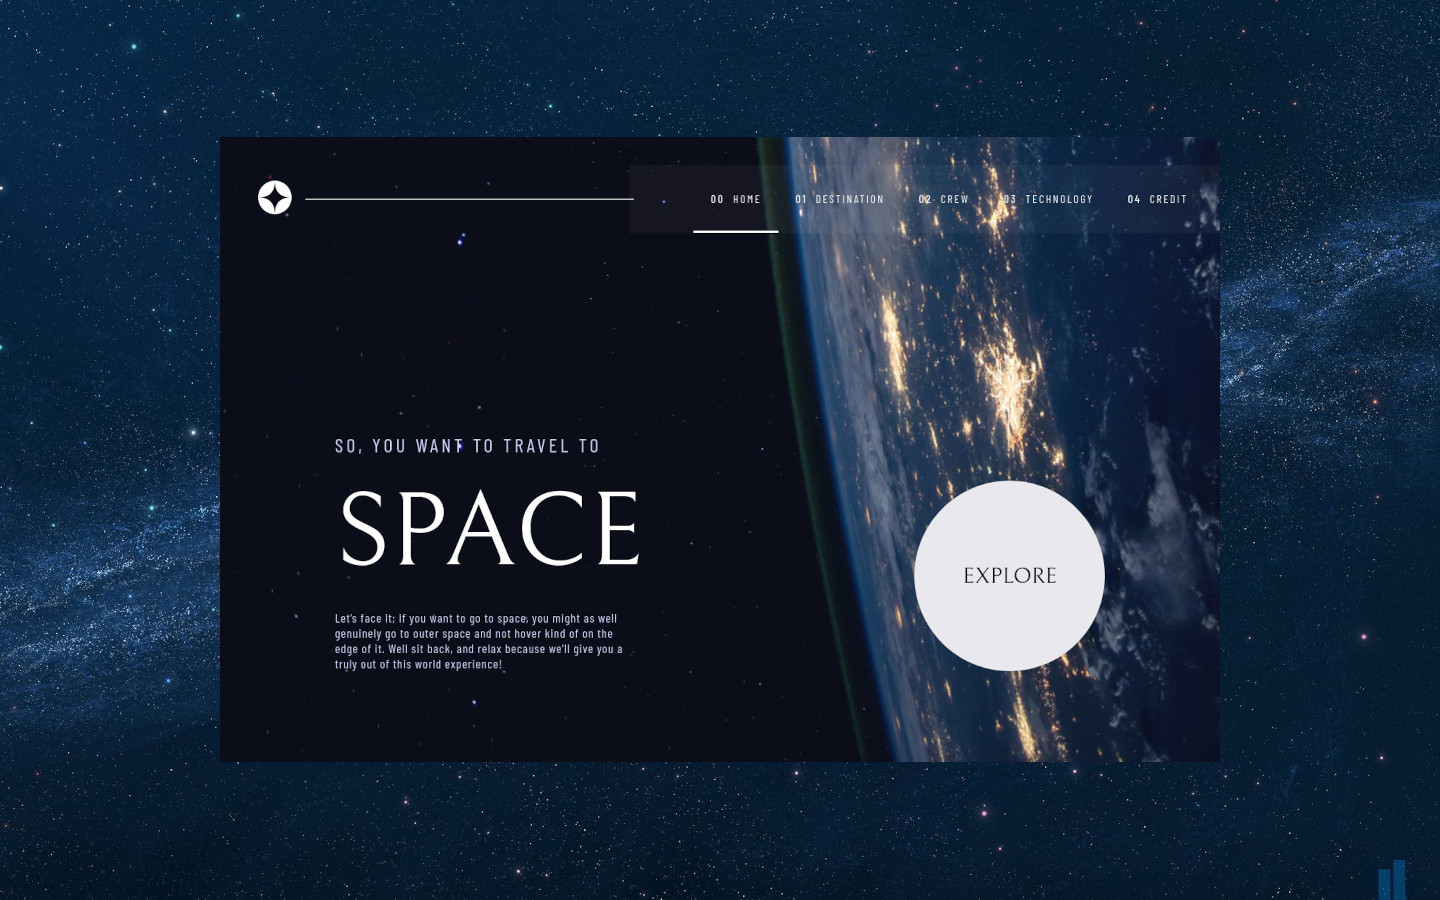 00 HOME 01 DESTINATION 02 CREW 03 TECHNOLOGY 04 CREDIT
SO, YOU WANT TO TRAVEL TO
SPACE
EXPLORE
Let's face it; if you want to go to space, you might as well
genuinely go to outer space and not hover kind of on the
edge of it. Well sit back, and relax because we'll give you a
truly out of this world experience!